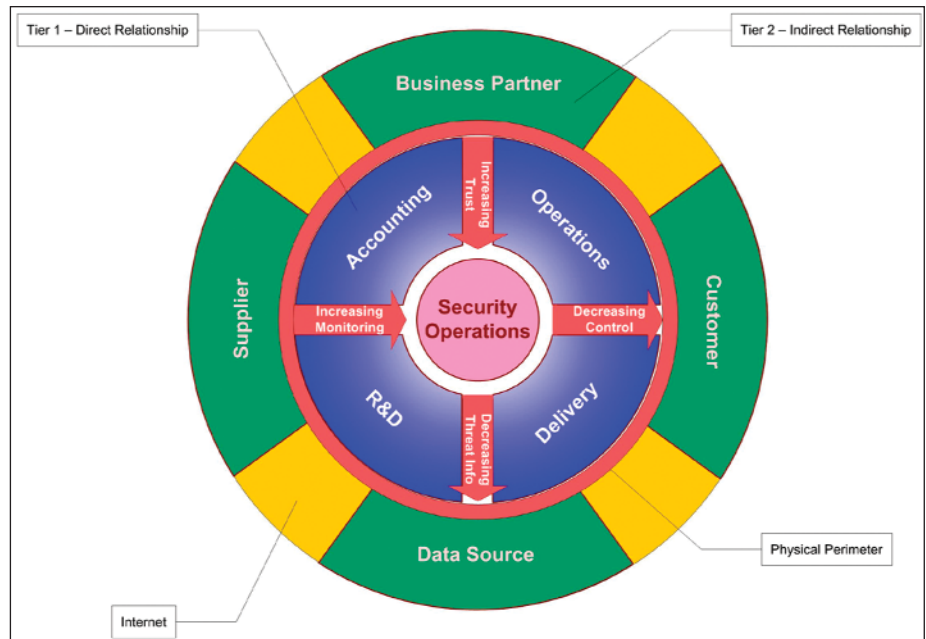 Tier 1 – Direct Relationship
Tier 2 – Indirect Relationship
Business Partner
Increasing
Trust
Accounting
Operations
Supplier
Customer
Increasing
Monitoring
Security
Operations
Decreasing
Control
R&D
Delivery
Decreasing
Threat Info
Data Source
Physical Perimeter
Internet